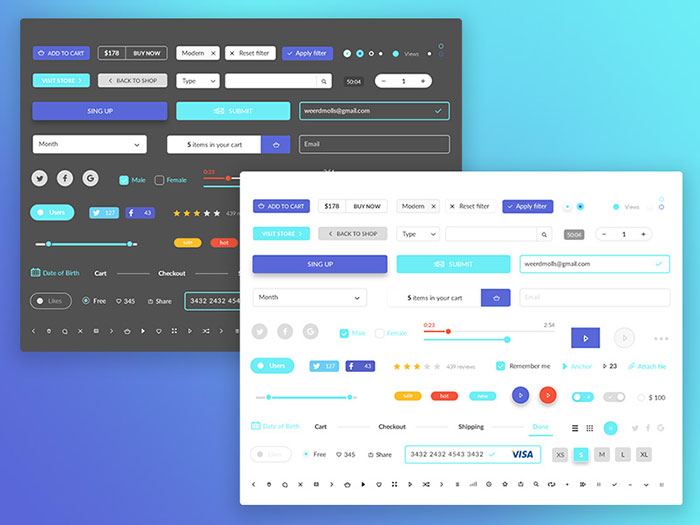 ADD TO CART $178 BUY NOW Modern Reset filter Apply filter Views
VISIT STORE BACK TO SHOP Type 50:04 1
SING UP SUBMIT weerdmolls@gmail.com
Month 5 items in your cart Email
Male Female 0:23 2:54
Users 127 43 439 reviews
sale hot
Date of Birth Cart Checkout
Likes Free 345 Share 3432 2432 454
ADD TO CART $178 BUY NOW Modern Reset filter Apply filter Views
VISIT STORE BACK TO SHOP Type 50:04 1
SING UP SUBMIT weerdmolls@gmail.com
Month 5 items in your cart Email
Male Female 0:23 2:54
Users 127 43 439 reviews Remember me Anchor 23 Attach file
sale hot new $ 100
Date of Birth Cart Checkout Shipping Done
Likes Free 345 Share 3432 2432 4543 3432 VISA XS S M L XL